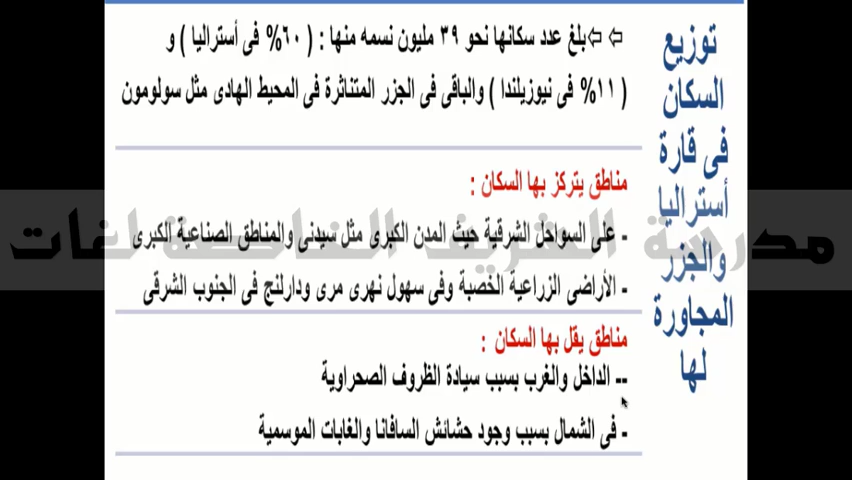 توزيع
السكان
فى قارة
أستراليا
والجزر
المجاورة
لها
⇦ ⇦بلغ عدد سكانها نحو ٣٩ مليون نسمه منها : ( ٦٠% فى أستراليا ) و
( ١١% فى نيوزيلندا ) والباقى فى الجزر المتناثرة فى المحيط الهادى مثل سولومون
مناطق يتركز بها السكان :
- على السواحل الشرقية حيث المدن الكبرى مثل سيدنى والمناطق الصناعية الكبرى
- الأراضى الزراعية الخصبة وفى سهول نهرى مرى ودارلنج فى الجنوب الشرقى
مناطق يقل بها السكان :
-- الداخل والغرب بسبب سيادة الظروف الصحراوية
- فى الشمال بسبب وجود حشائش السافانا والغابات الموسمية
مدرسة الشريف الخاصة لغات